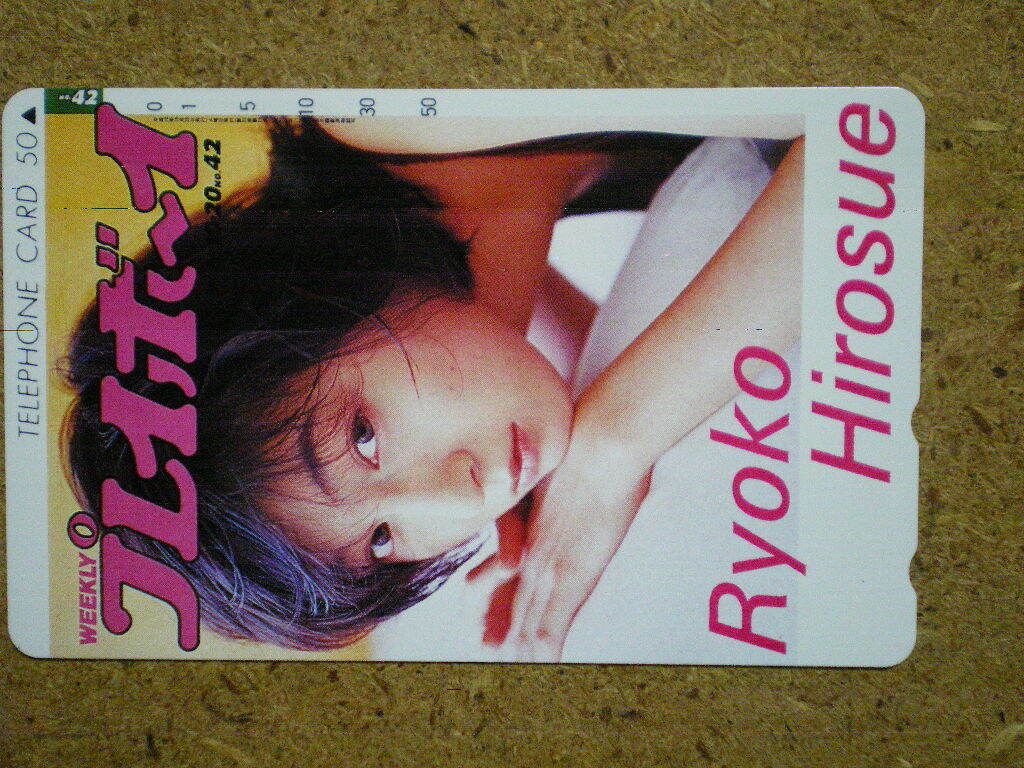 TELEPHONE CARD 50
NO. 42
WEEKLY
プレイボーイ
20 NO.42
0 1 5 10 30 50
Ryoko
Hirosue